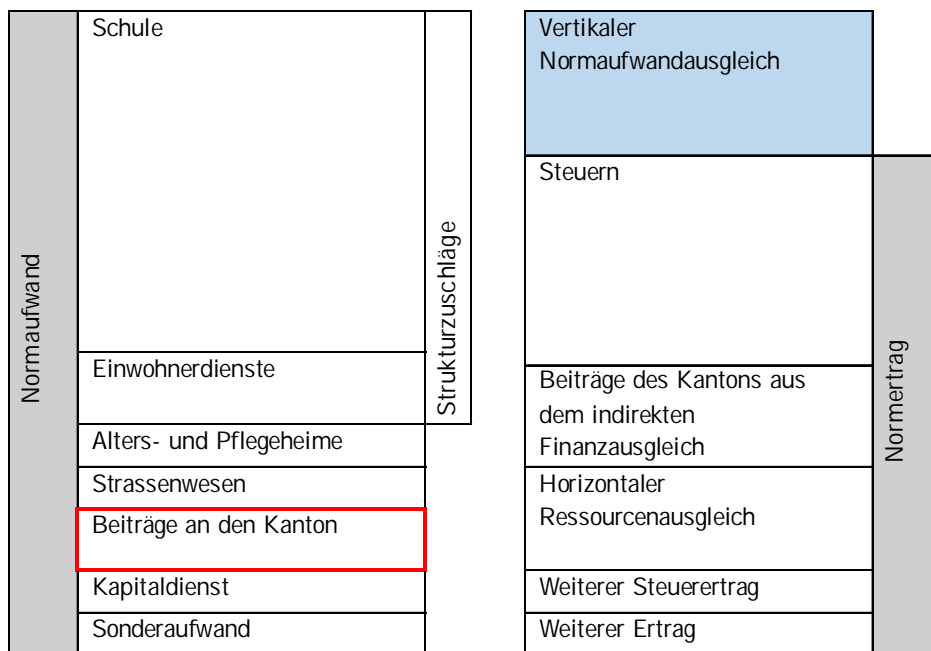 Normaufwand
Schule
Einwohnerdienste
Alters- und Pflegeheime
Strassenwesen
Beiträge an den Kanton
Kapitaldienst
Sonderaufwand
Strukturzuschläge
Vertikaler
Normaufwandausgleich
Steuern
Beiträge des Kantons aus
dem indirekten
Finanzausgleich
Horizontaler
Ressourcenausgleich
Weiterer Steuerertrag
Weiterer Ertrag
Normertrag